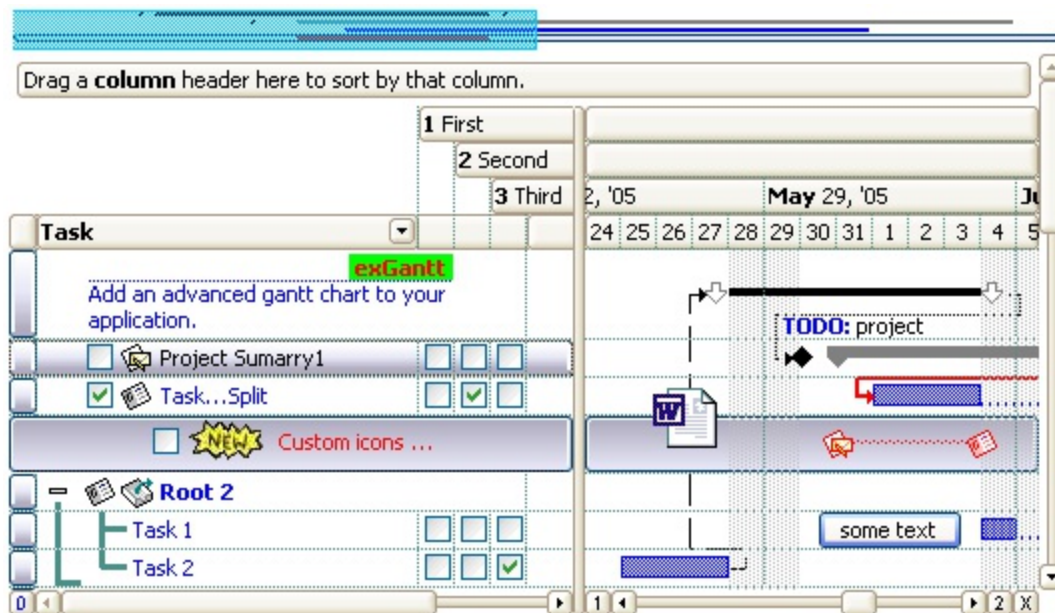 Drag a column header here to sort by that column.
1 First
2 Second
3 Third
2, '05
May 29, '05
Ju
Task
24 25 26 27 28 29 30 31 1 2 3 4 5
exGantt
Add an advanced gantt chart to your
application.
TODO: project
Project Sumarry1
Task...Split
W
NEW
Custom icons ...
Root 2
Task 1
some text
Task 2
0
1
2
X